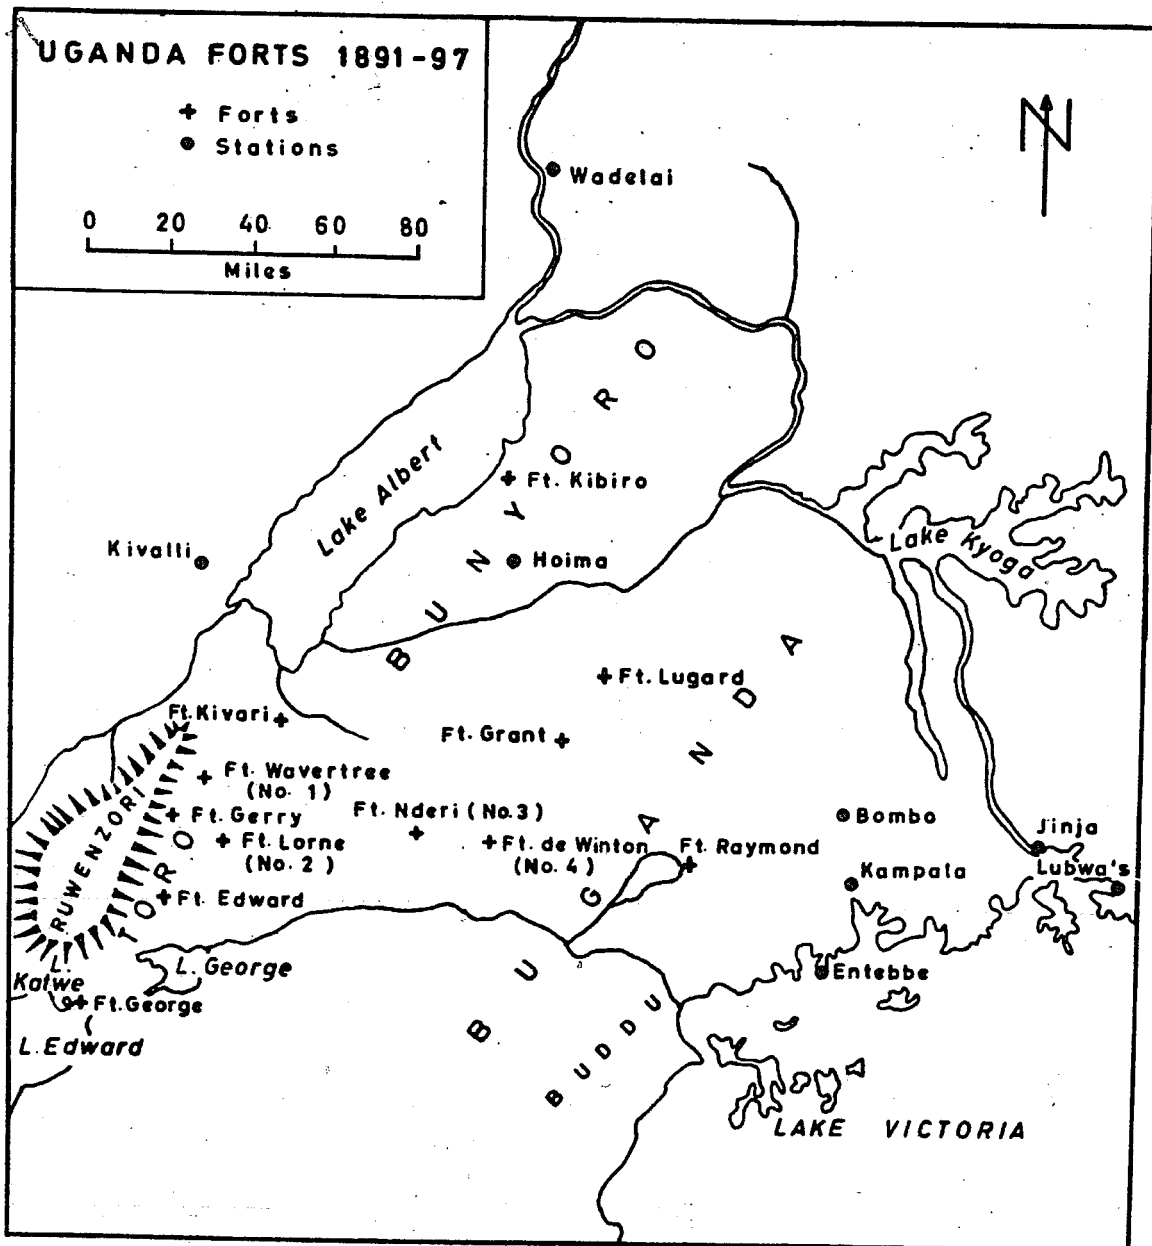 UGANDA FORTS 1891-97
Forts
Stations
0 20 40 60 80
Miles
N
Wadelai
BUNYORO
Lake Albert
Ft. Kibiro
Kivalli
Hoima
Lake Kyoga
BUGANDA
Ft. Lugard
Ft. Kivari
Ft. Grant
Ft. Wavertree
(No. 1)
Ft. Gerry
Ft. Nderi (No. 3)
Ft. Lorne
(No. 2)
Ft. de Winton
(No. 4)
Ft. Raymond
Bombo
Jinja
Lubwa's
Kampala
RUWENZORI
TORO
Ft. Edward
L. George
L.
Katwe
Ft. George
L. Edward
Entebbe
BUDDU
LAKE VICTORIA